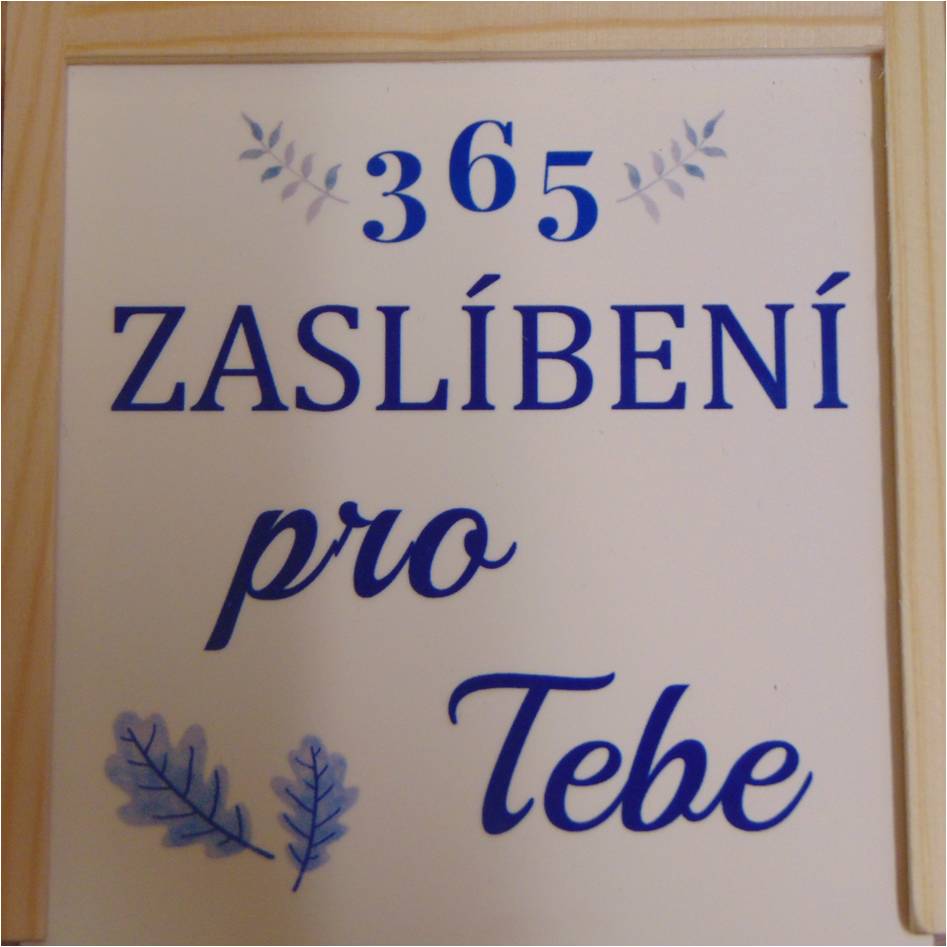 365
ZASLÍBENÍ
pro
Tebe